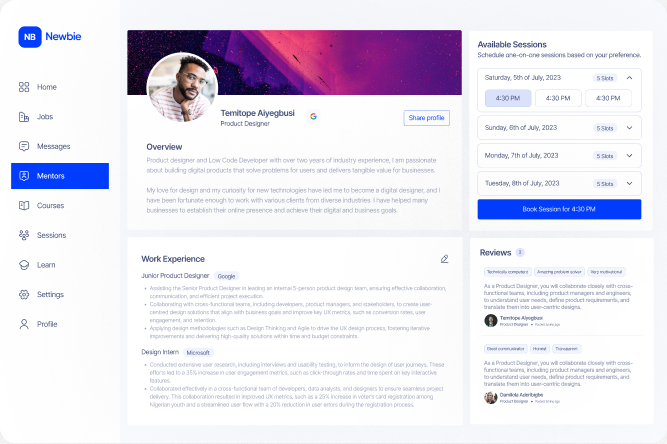 NB Newbie
Home
Jobs
Messages
Mentors
Courses
Sessions
Learn
Settings
Profile
Temitope Aiyegbusi
Product Designer
Share profile
Overview
Product designer and Low Code Developer with over two years of industry experience, I am passionate
about building digital products that solve problems for users and delivers tangible value for businesses.
My love for design and my curiosity for new technologies have led me to become a digital designer, and I
have been fortunate enough to work with various clients from diverse industries. I have helped many
businesses to establish their online presence and achieve their digital and business goals.
Work Experience
Junior Product Designer Google
Assisting the Senior Product Designer in leading an internal 5-person product design team, ensuring effective collaboration,
communication, and efficient project execution.
Collaborating with cross-functional teams, including developers, product managers, and stakeholders, to create user-
centred design solutions that align with business goals and improve key UX metrics, such as conversion rates, user
engagement, and retention.
Applying design methodologies such as Design Thinking and Agile to drive the UX design process, fostering iterative
improvements and delivering high-quality solutions within time and budget constraints.
Design Intern Microsoft
Conducted extensive user research, including interviews and usability testing, to inform the design of user journeys. These
efforts led to a 35% increase in user engagement metrics, such as click-through rates and time spent on key interactive
features.
Collaborated effectively in a cross-functional team of developers, data analysts, and designers to ensure seamless project
delivery. This collaboration resulted in improved UX metrics, such as a 25% increase in voter's card registration among
Nigerian youth and a streamlined user flow with a 20% reduction in user errors during the registration process.
Available Sessions
Schedule one-on-one sessions based on your preference.
Saturday, 5th of July, 2023 5 Slots
4:30 PM 4:30 PM 4:30 PM
Sunday, 6th of July, 2023 5 Slots
Monday, 7th of July, 2023 5 Slots
Tuesday, 8th of July, 2023 5 Slots
Book Session for 4:30 PM
Reviews
Technically competent Amazing problem solver Very motivational
As a Product Designer, you will collaborate closely with cross-
functional teams, including product managers and engineers,
to understand user needs, define product requirements, and
translate them into user-centric designs.
Temitope Aiyegbusi
Product Designer
Great communicator Honest Transparent
As a Product Designer, you will collaborate closely with cross-
functional teams, including product managers and engineers,
to understand user needs, define product requirements, and
translate them into user-centric designs.
Damilola Aderibigbe
Product Designer